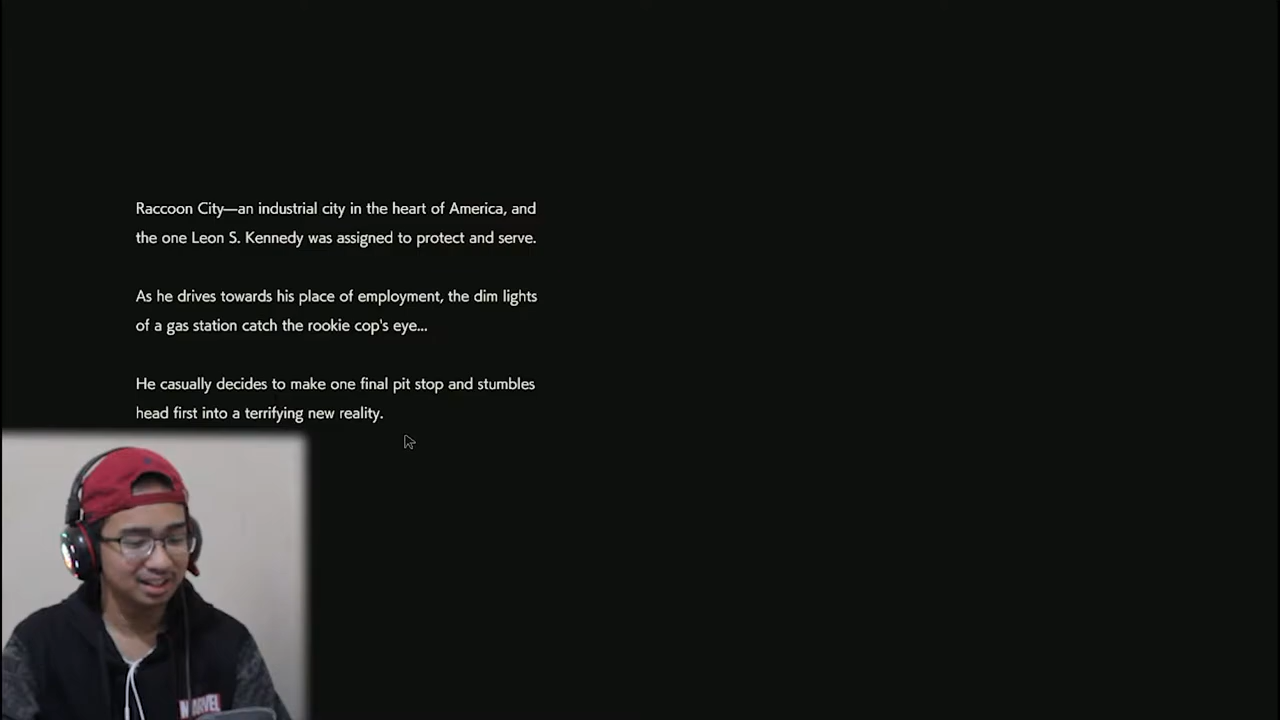 Raccoon City—an industrial city in the heart of America, and
the one Leon S. Kennedy was assigned to protect and serve.
As he drives towards his place of employment, the dim lights
of a gas station catch the rookie cop's eye...
He casually decides to make one final pit stop and stumbles
head first into a terrifying new reality.
MARVEL